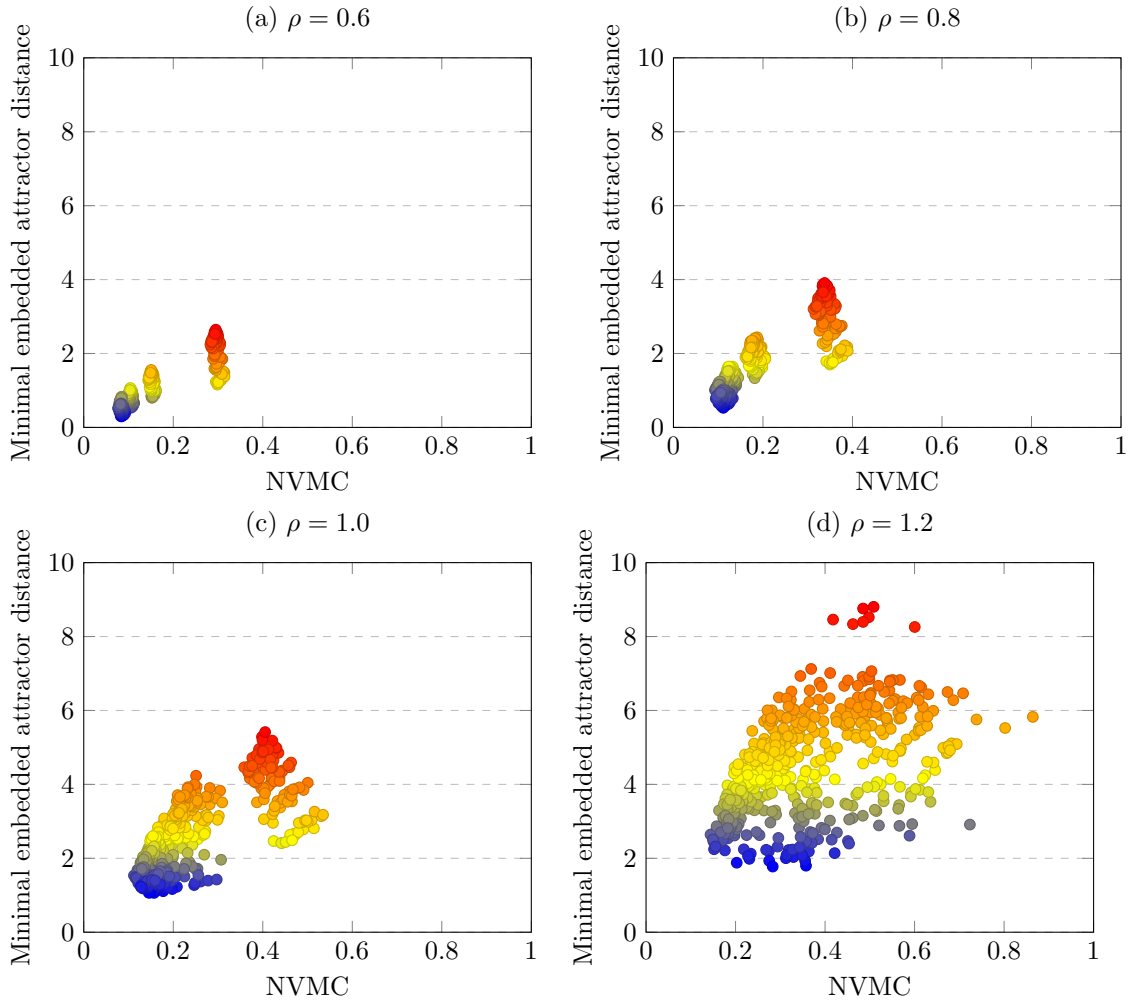 (a) ρ = 0.6
Minimal embedded attractor distance
10
8
6
4
2
0
0 0.2 0.4 0.6 0.8 1
NVMC
(b) ρ = 0.8
Minimal embedded attractor distance
10
8
6
4
2
0
0 0.2 0.4 0.6 0.8 1
NVMC
(c) ρ = 1.0
Minimal embedded attractor distance
10
8
6
4
2
0
0 0.2 0.4 0.6 0.8 1
NVMC
(d) ρ = 1.2
Minimal embedded attractor distance
10
8
6
4
2
0
0 0.2 0.4 0.6 0.8 1
NVMC